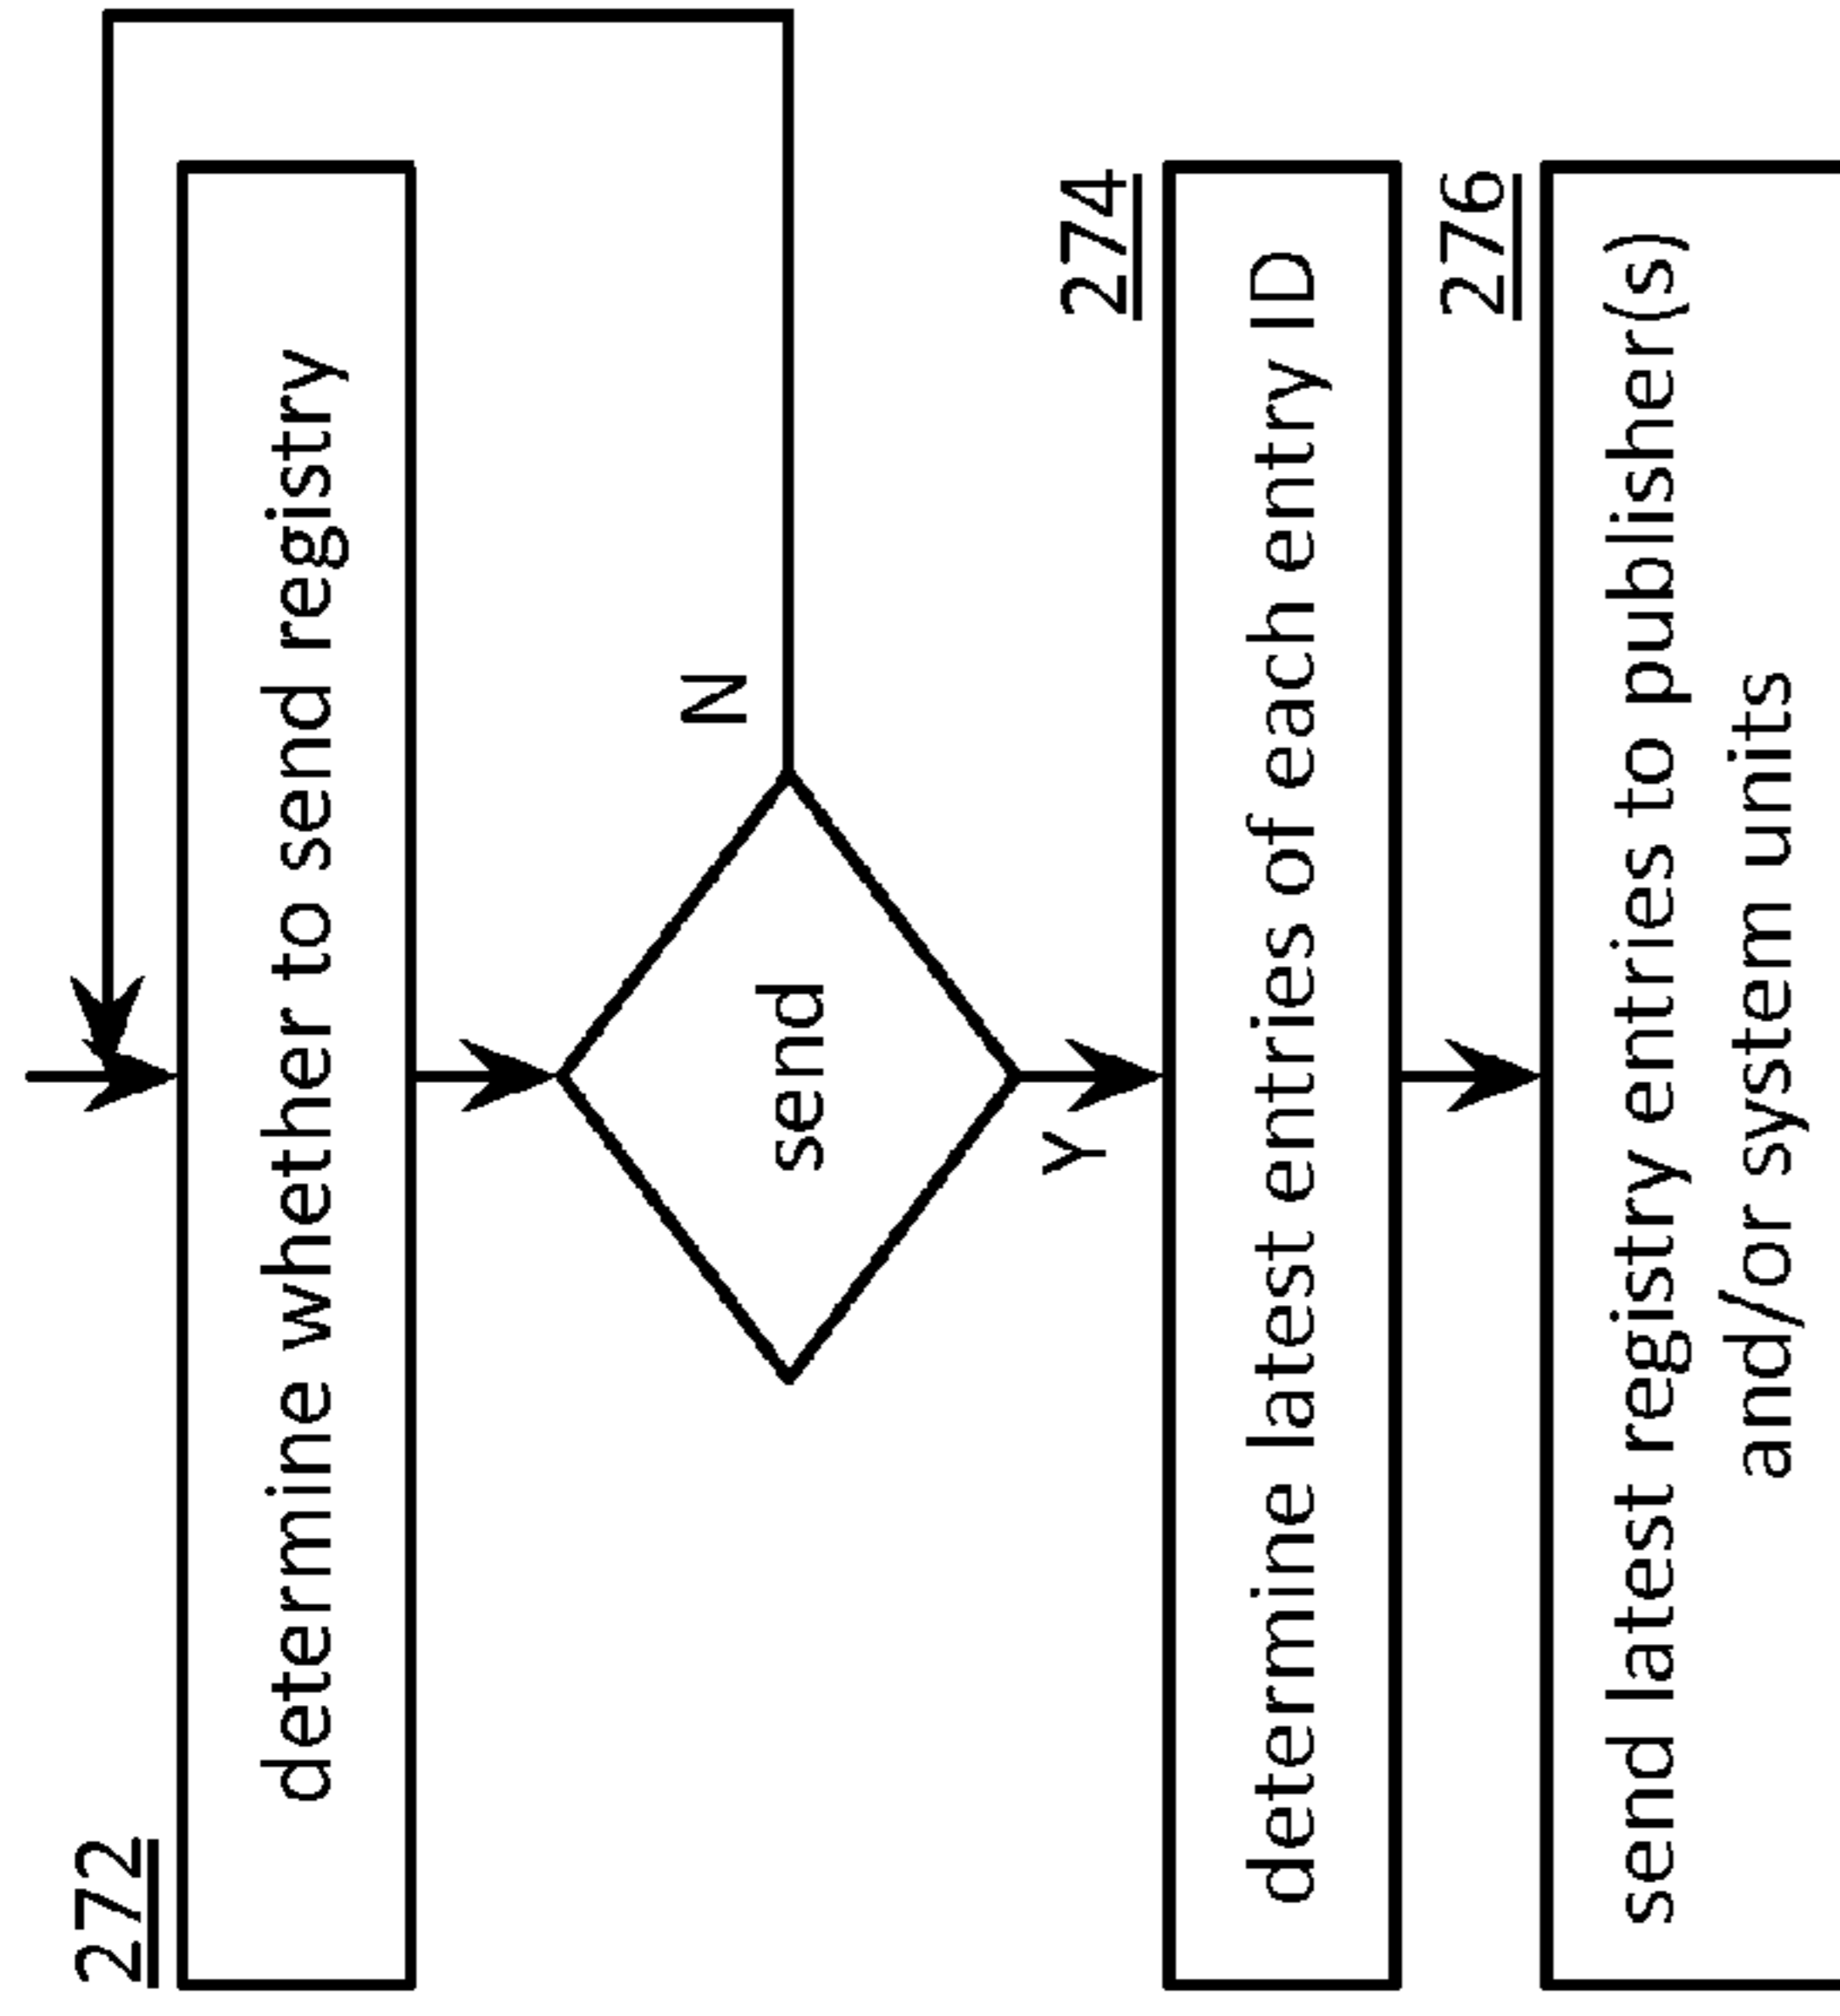 272
determine whether to send registry
send
N
Y
274
determine latest entries of each entry ID
276
send latest registry entries to publisher(s)
and/or system units